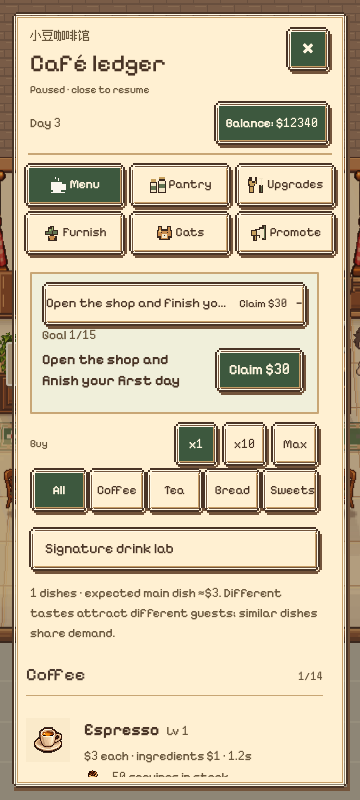 小豆咖啡馆
Café ledger
×
Paused · close to resume
Day 3
Balance: $12340
Menu
Pantry
Upgrades
Furnish
Cats
Promote
Open the shop and finish yo... Claim $30 −
Goal 1/15
Open the shop and
finish your first day
Claim $30
Buy
x1
x10
Max
All
Coffee
Tea
Bread
Sweets
Signature drink lab
1 dishes · expected main dish ≈$3. Different
tastes attract different guests; similar dishes
share demand.
Coffee
1/14
Espresso Lv 1
$3 each · ingredients $1 · 1.2s
50 servings in stock